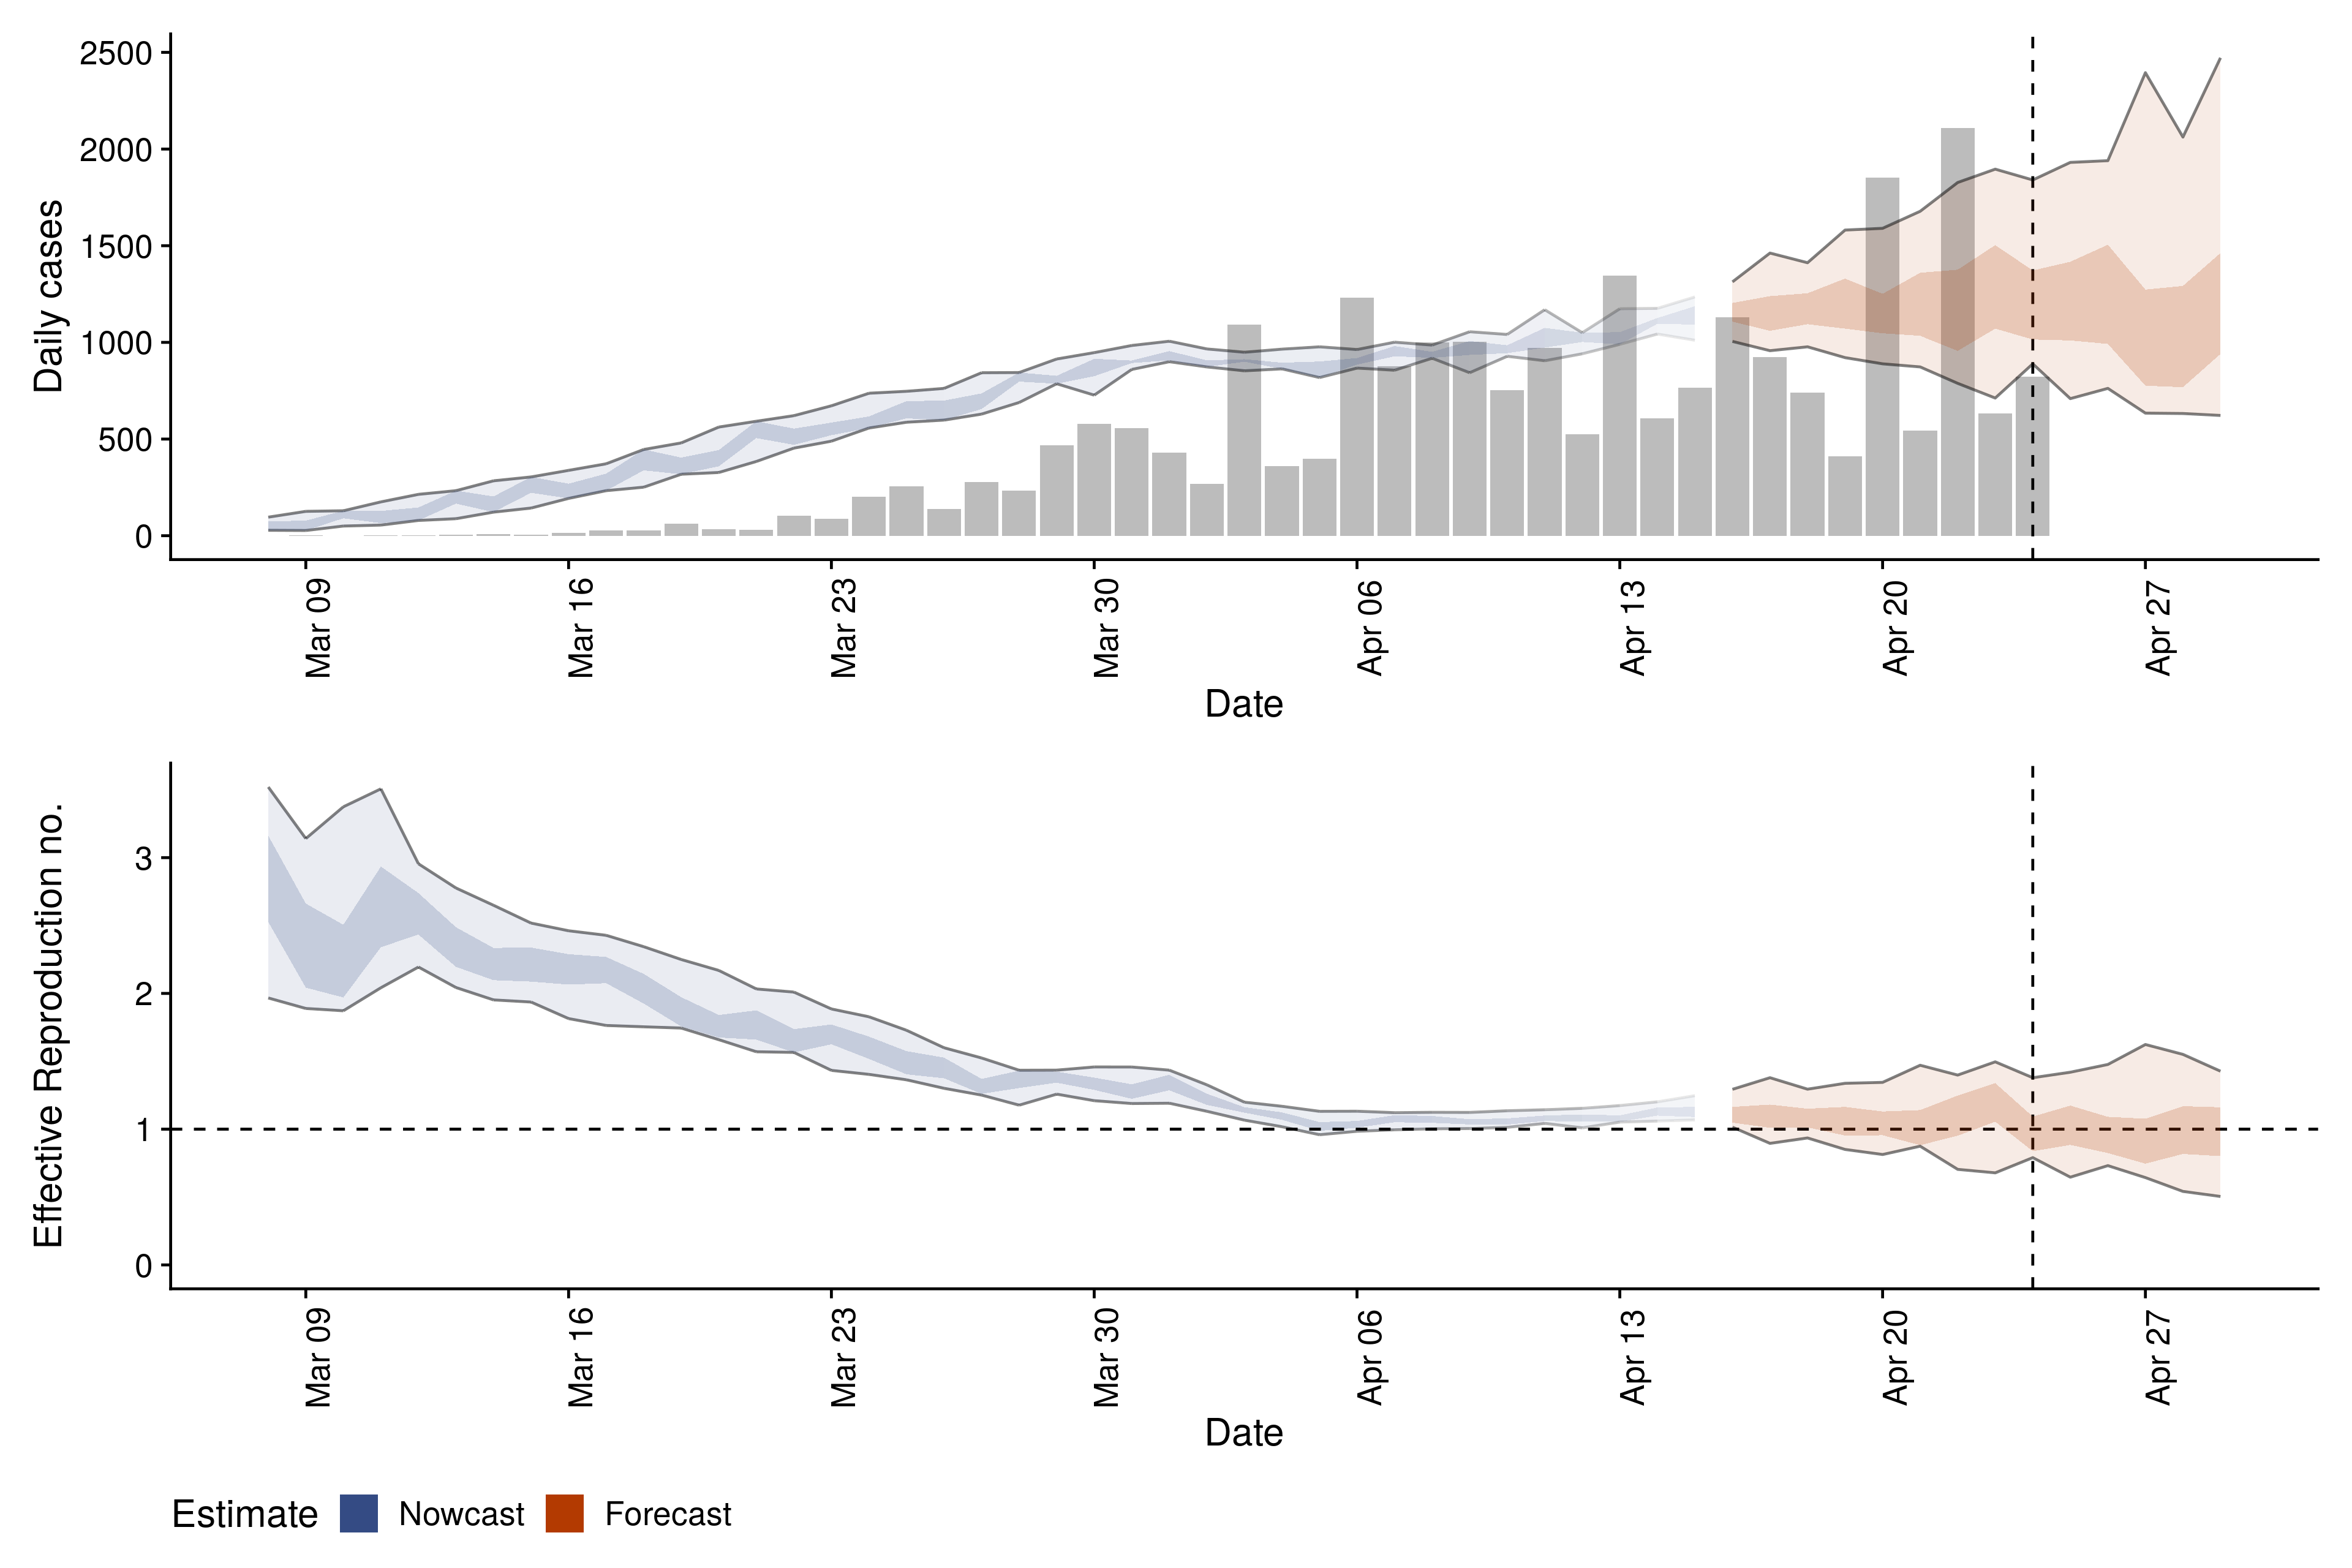 2500
2000
1500
1000
500
0
Daily cases
Mar 09 Mar 16 Mar 23 Mar 30 Apr 06 Apr 13 Apr 20 Apr 27
Date
3
2
1
0
Effective Reproduction no.
Mar 09 Mar 16 Mar 23 Mar 30 Apr 06 Apr 13 Apr 20 Apr 27
Date
Estimate Nowcast Forecast